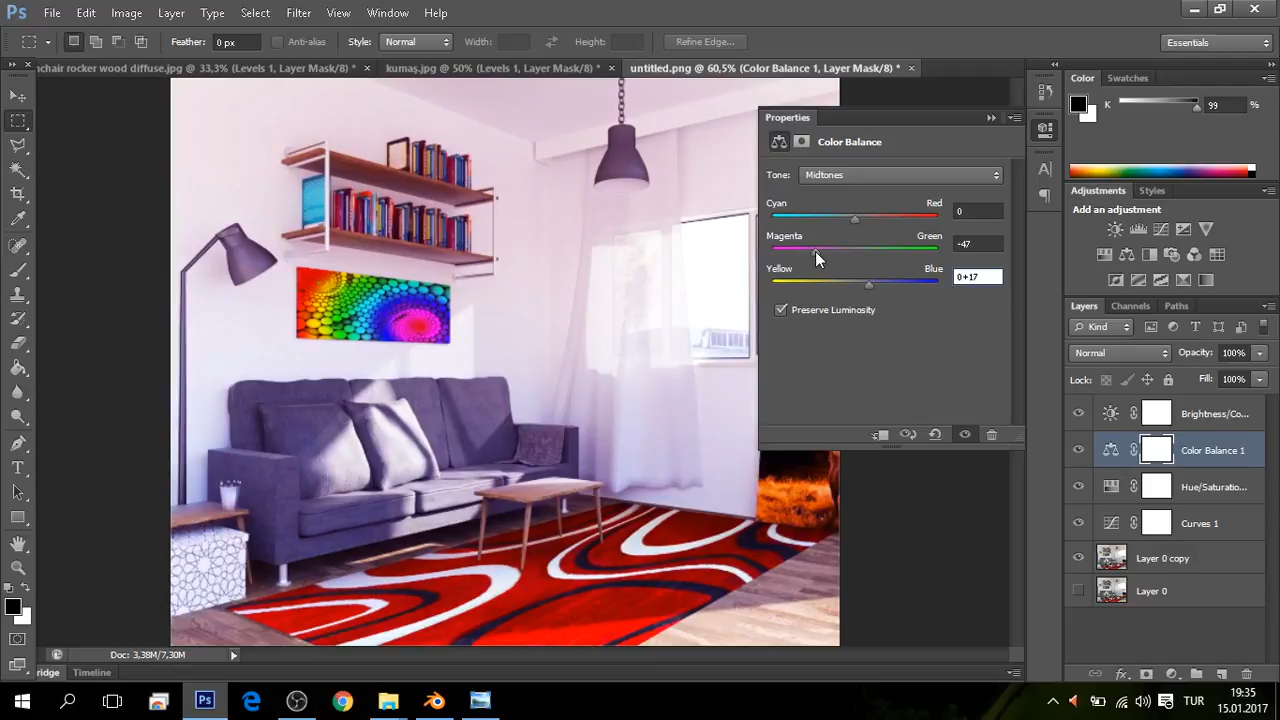 Ps File Edit Image Layer Type Select Filter View Window Help
Feather: 0 px Anti-alias Style: Normal Width: Height: Refine Edge... Essentials
nchair rocker wood diffuse.jpg @ 33,3% (Levels 1, Layer Mask/8) * × kumaş.jpg @ 50% (Levels 1, Layer Mask/8) * × untitled.png @ 60,5% (Color Balance 1, Layer Mask/8) * ×
Color Swatches
K 99 %
Properties
Color Balance
Tone: Midtones
Cyan Red 0
Magenta Green -47
Yellow Blue 0+17
Preserve Luminosity
Adjustments Styles
Add an adjustment
Layers Channels Paths
Kind
Normal Opacity: 100%
Lock: Fill: 100%
Brightness/Co...
Color Balance 1
Hue/Saturatio...
Curves 1
Layer 0 copy
Layer 0
Doc: 3,38M/7,30M
ridge Timeline
Ps TUR 19:35
15.01.2017